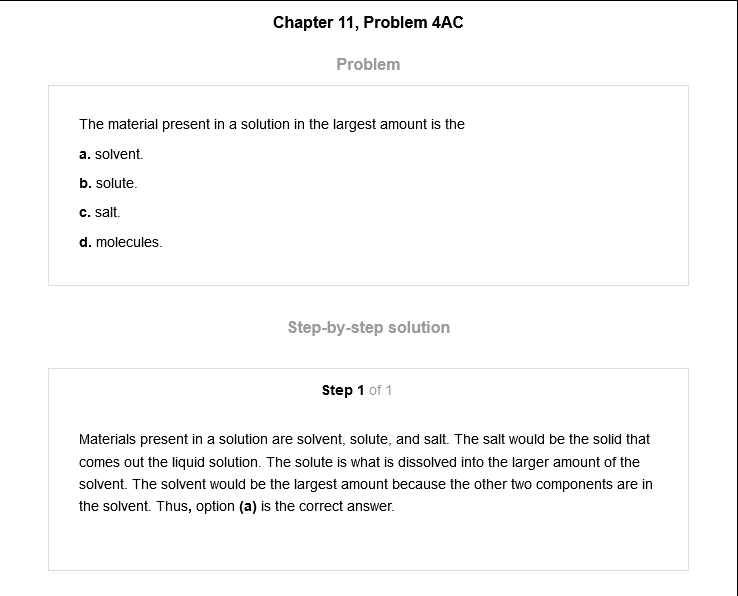 Chapter 11, Problem 4AC
Problem
The material present in a solution in the largest amount is the
a. solvent.
b. solute.
c. salt.
d. molecules.
Step-by-step solution
Step 1 of 1
Materials present in a solution are solvent, solute, and salt. The salt would be the solid that
comes out the liquid solution. The solute is what is dissolved into the larger amount of the
solvent. The solvent would be the largest amount because the other two components are in
the solvent. Thus, option (a) is the correct answer.